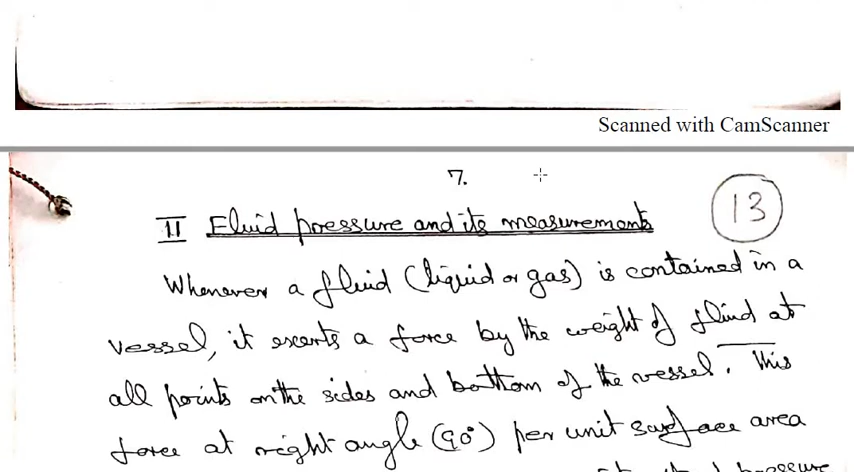 Scanned with CamScanner
7.
13
II Fluid pressure and its measurements
Whenever a fluid (liquid or gas) is contained in a
vessel, it exerts a force by the weight of fluid at
all points on the sides and bottom of the vessel. This
force at right angle (90°) per unit surface area
pressure